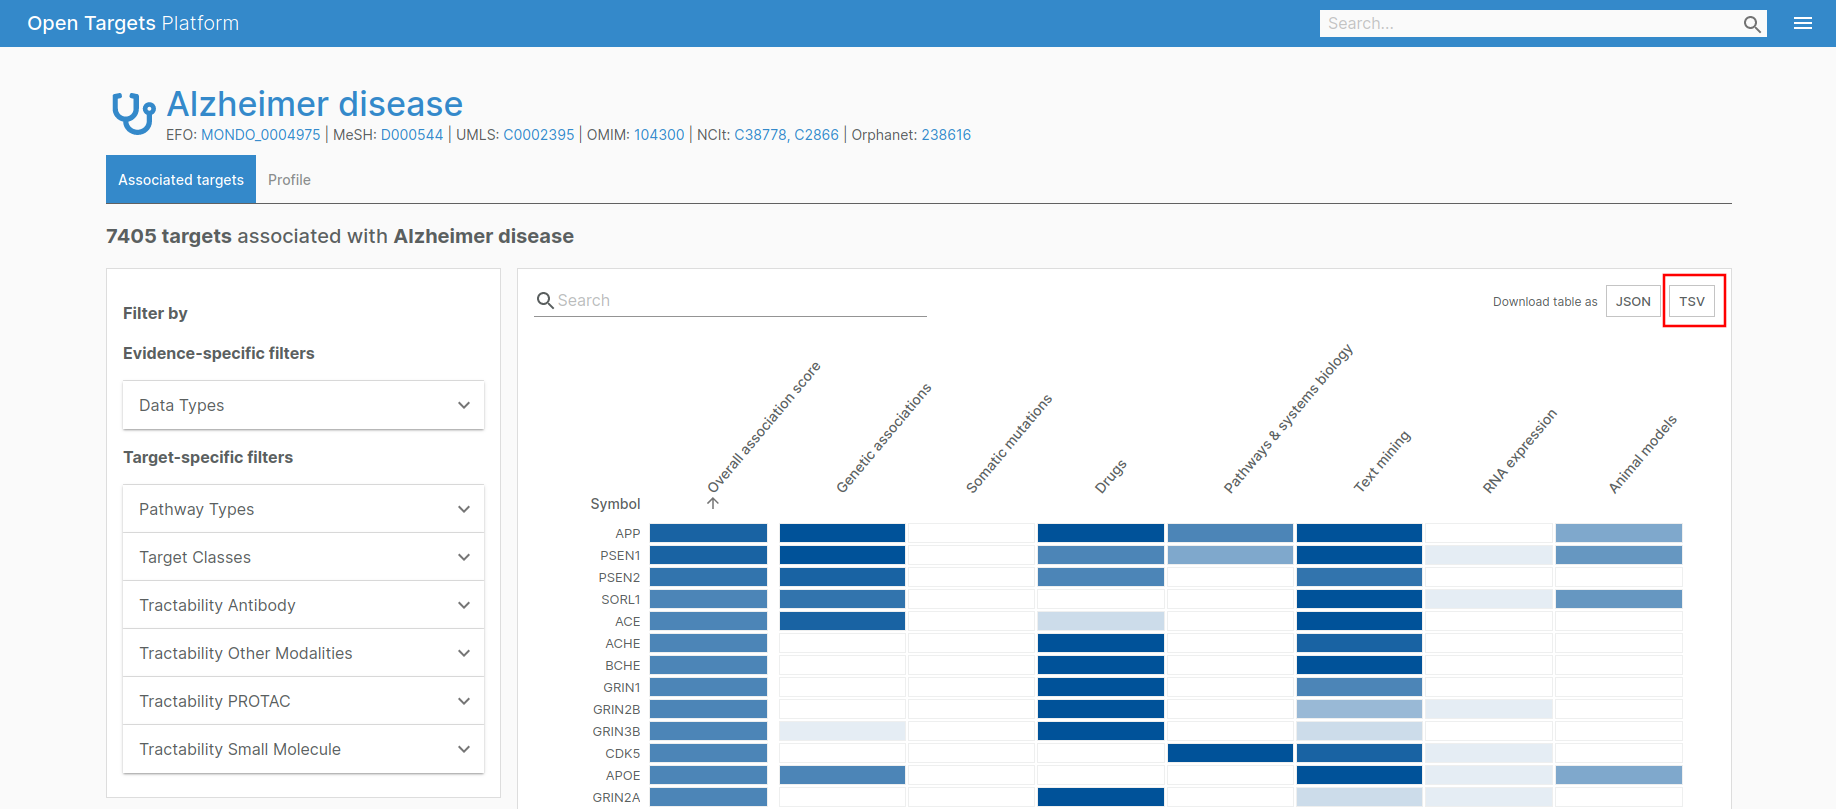 Open Targets Platform
Search...
Alzheimer disease
EFO: MONDO_0004975 | MeSH: D000544 | UMLS: C0002395 | OMIM: 104300 | NCIt: C38778, C2866 | Orphanet: 238616
Associated targets
Profile
7405 targets associated with Alzheimer disease
Filter by
Evidence-specific filters
Data Types
Target-specific filters
Pathway Types
Target Classes
Tractability Antibody
Tractability Other Modalities
Tractability PROTAC
Tractability Small Molecule
Search
Download table as
JSON
TSV
Symbol
Overall association score
Genetic associations
Somatic mutations
Drugs
Pathways & systems biology
Text mining
RNA expression
Animal models
APP
PSEN1
PSEN2
SORL1
ACE
ACHE
BCHE
GRIN1
GRIN2B
GRIN3B
CDK5
APOE
GRIN2A